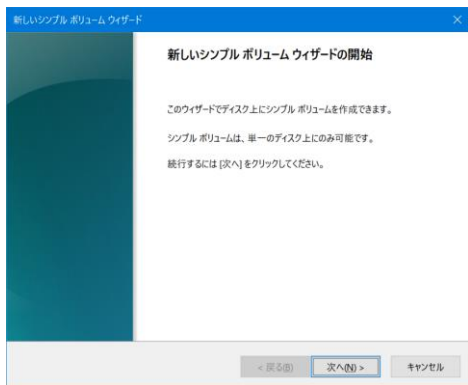 新しいシンプル ボリューム ウィザード
新しいシンプル ボリューム ウィザードの開始
このウィザードでディスク上にシンプル ボリュームを作成できます。
シンプル ボリュームは、単一のディスク上にのみ可能です。
続行するには [次へ] をクリックしてください。
< 戻る(B) 次へ(N) > キャンセル